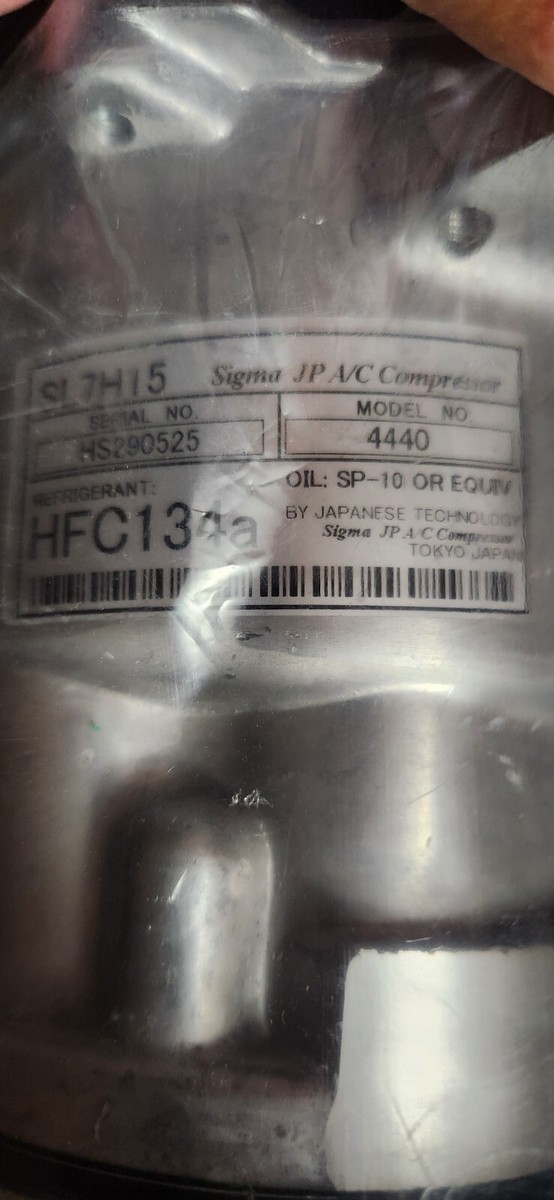 SL7H15 Sigma JP A/C Compressor
SERIAL NO. MODEL NO.
HS290525 4440
REFRIGERANT: OIL: SP-10 OR EQUIV
HFC134a BY JAPANESE TECHNOLOGY
Sigma JP A/C Compressor
TOKYO JAPAN